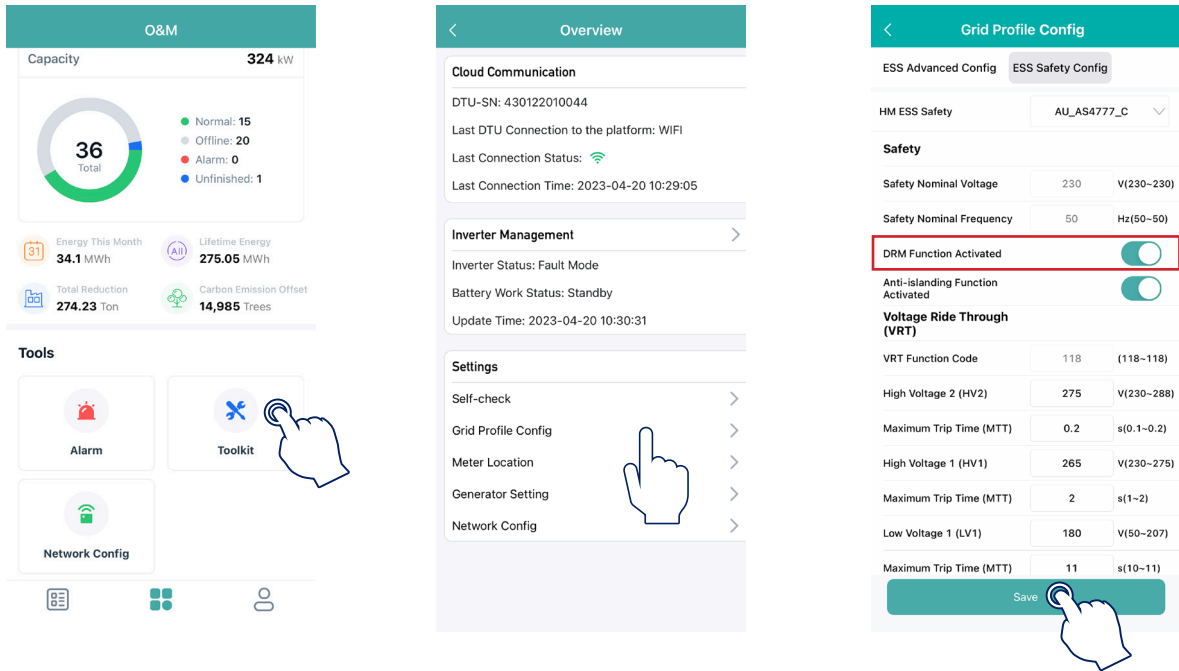 O&M
Capacity 324 kW
36
Total
Normal: 15
Offline: 20
Alarm: 0
Unfinished: 1
31
Energy This Month
34.1 MWh
All
Lifetime Energy
275.05 MWh
Total Reduction
274.23 Ton
Carbon Emission Offset
14,985 Trees
Tools
Alarm
Toolkit
Network Config
Overview
Cloud Communication
DTU-SN: 430122010044
Last DTU Connection to the platform: WIFI
Last Connection Status:
Last Connection Time: 2023-04-20 10:29:05
Inverter Management
Inverter Status: Fault Mode
Battery Work Status: Standby
Update Time: 2023-04-20 10:30:31
Settings
Self-check
Grid Profile Config
Meter Location
Generator Setting
Network Config
Grid Profile Config
ESS Advanced Config ESS Safety Config
HM ESS Safety AU_AS4777_C
Safety
Safety Nominal Voltage 230 V(230~230)
Safety Nominal Frequency 50 Hz(50~50)
DRM Function Activated
Anti-islanding Function
Activated
Voltage Ride Through
(VRT)
VRT Function Code 118 (118~118)
High Voltage 2 (HV2) 275 V(230~288)
Maximum Trip Time (MTT) 0.2 s(0.1~0.2)
High Voltage 1 (HV1) 265 V(230~275)
Maximum Trip Time (MTT) 2 s(1~2)
Low Voltage 1 (LV1) 180 V(50~207)
Maximum Trip Time (MTT) 11 s(10~11)
Save